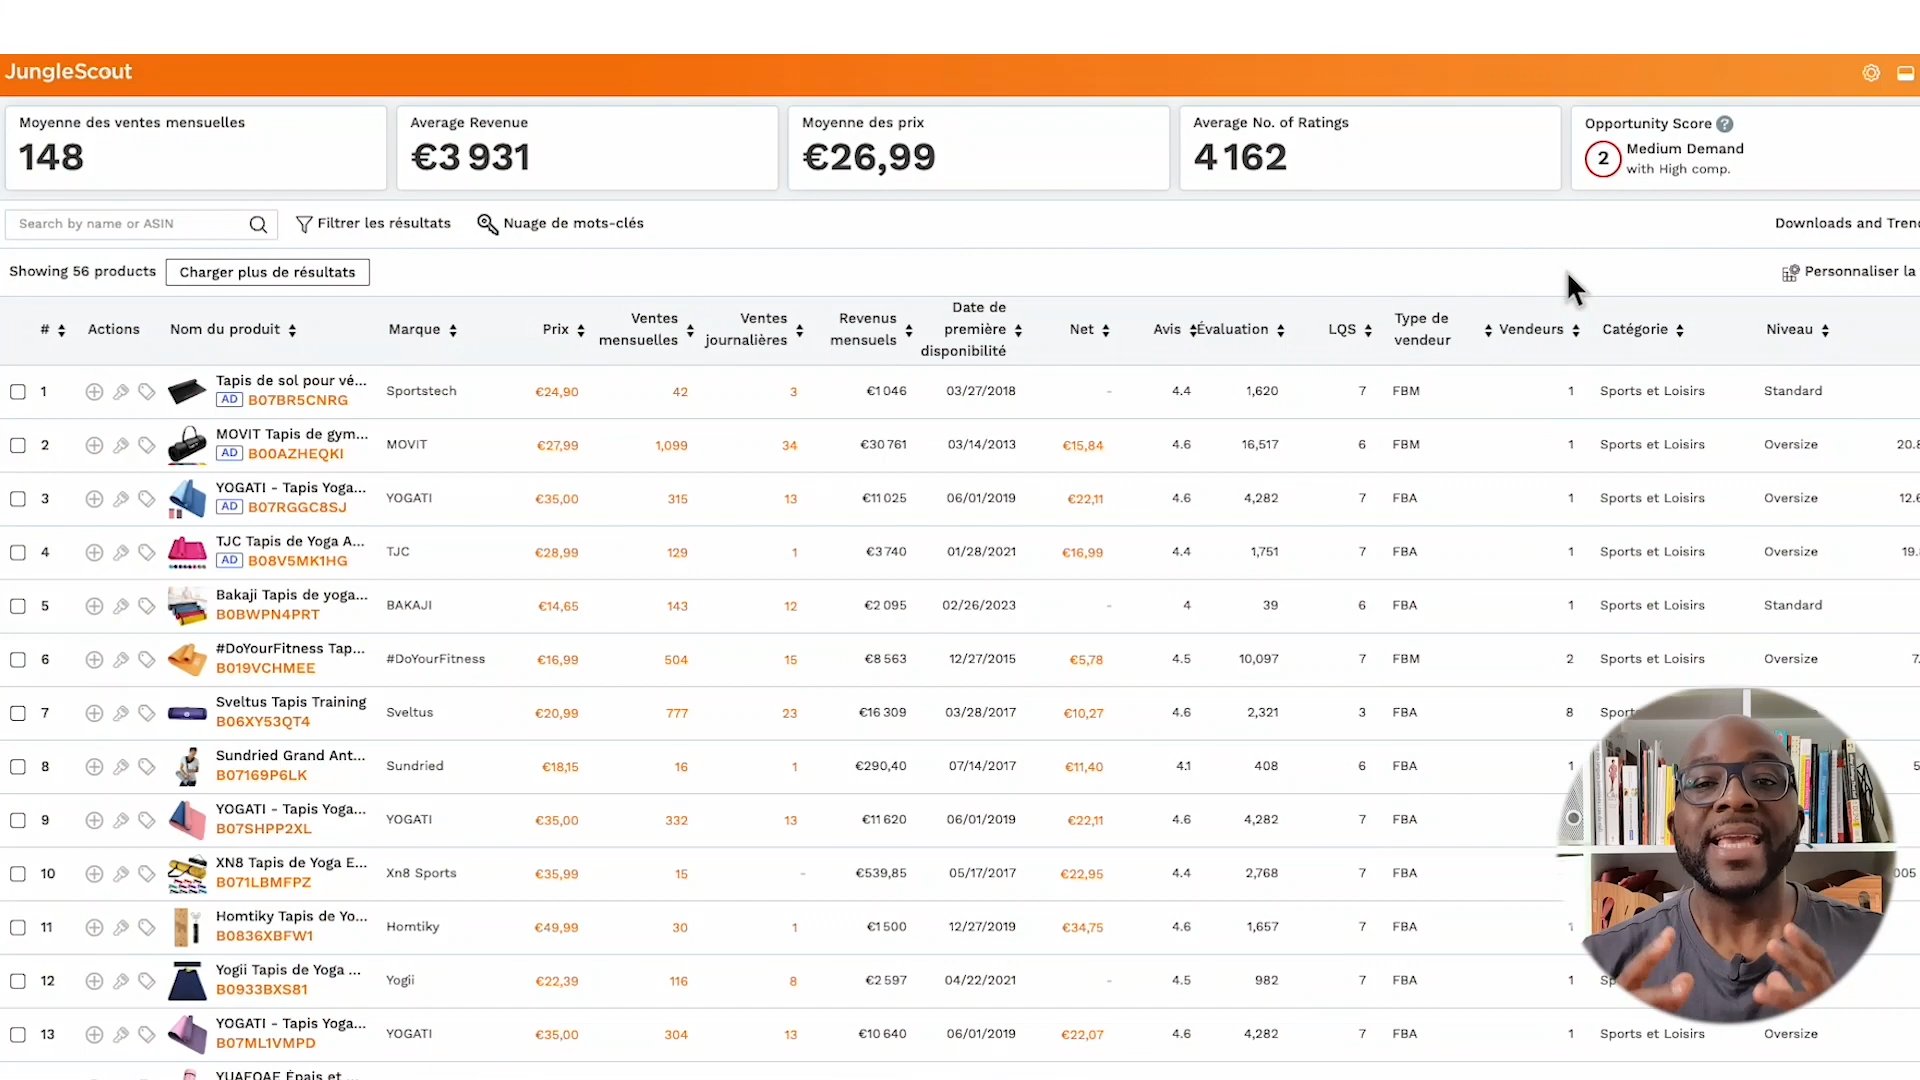 JungleScout
Moyenne des ventes mensuelles
148
Average Revenue
€3 931
Moyenne des prix
€26,99
Average No. of Ratings
4 162
Opportunity Score ?
2
Medium Demand
with High comp.
Search by name or ASIN
Filtrer les résultats
Nuage de mots-clés
Downloads and Tren
Showing 56 products
Charger plus de résultats
Personnaliser la
# Actions Nom du produit Marque Prix Ventes mensuelles Ventes journalières Revenus mensuels Date de première disponibilité Net Avis Évaluation LQS Type de vendeur Vendeurs Catégorie Niveau
1 Tapis de sol pour vé... AD B07BR5CNRG Sportstech €24,90 42 3 €1 046 03/27/2018 - 4.4 1,620 7 FBM 1 Sports et Loisirs Standard
2 MOVIT Tapis de gym... AD B00AZHEQKI MOVIT €27,99 1,099 34 €30 761 03/14/2013 €15,84 4.6 16,517 6 FBM 1 Sports et Loisirs Oversize 20.8
3 YOGATI - Tapis Yoga... AD B07RGGC8SJ YOGATI €35,00 315 13 €11 025 06/01/2019 €22,11 4.6 4,282 7 FBA 1 Sports et Loisirs Oversize 12.6
4 TJC Tapis de Yoga A... AD B08V5MK1HG TJC €28,99 129 1 €3 740 01/28/2021 €16,99 4.4 1,751 7 FBA 1 Sports et Loisirs Oversize 19.
5 Bakaji Tapis de yoga... B0BWPN4PRT BAKAJI €14,65 143 12 €2 095 02/26/2023 - 4 39 6 FBA 1 Sports et Loisirs Standard
6 #DoYourFitness Tap... B019VCHMEE #DoYourFitness €16,99 504 15 €8 563 12/27/2015 €5,78 4.5 10,097 7 FBM 2 Sports et Loisirs Oversize 7.
7 Sveltus Tapis Training B06XY53QT4 Sveltus €20,99 777 23 €16 309 03/28/2017 €10,27 4.6 2,321 3 FBA 8
8 Sundried Grand Ant... B07169P6LK Sundried €18,15 16 1 €290,40 07/14/2017 €11,40 4.1 408 6 FBA 1 5
9 YOGATI - Tapis Yoga... B07SHPP2XL YOGATI €35,00 332 13 €11 620 06/01/2019 €22,11 4.6 4,282 7 FBA
10 XN8 Tapis de Yoga E... B071LBMFPZ Xn8 Sports €35,99 15 - €539,85 05/17/2017 €22,95 4.4 2,768 7 FBA 005
11 Homtiky Tapis de Yo... B0836XBFW1 Homtiky €49,99 30 1 €1 500 12/27/2019 €34,75 4.6 1,657 7 FBA 1
12 Yogii Tapis de Yoga ... B0933BXS81 Yogii €22,39 116 8 €2 597 04/22/2021 - 4.5 982 7 FBA 1 Sp
13 YOGATI - Tapis Yoga... B07ML1VMPD YOGATI €35,00 304 13 €10 640 06/01/2019 €22,07 4.6 4,282 7 FBA 1 Sports et Loisirs Oversize
YUAFOAE Épais et ...